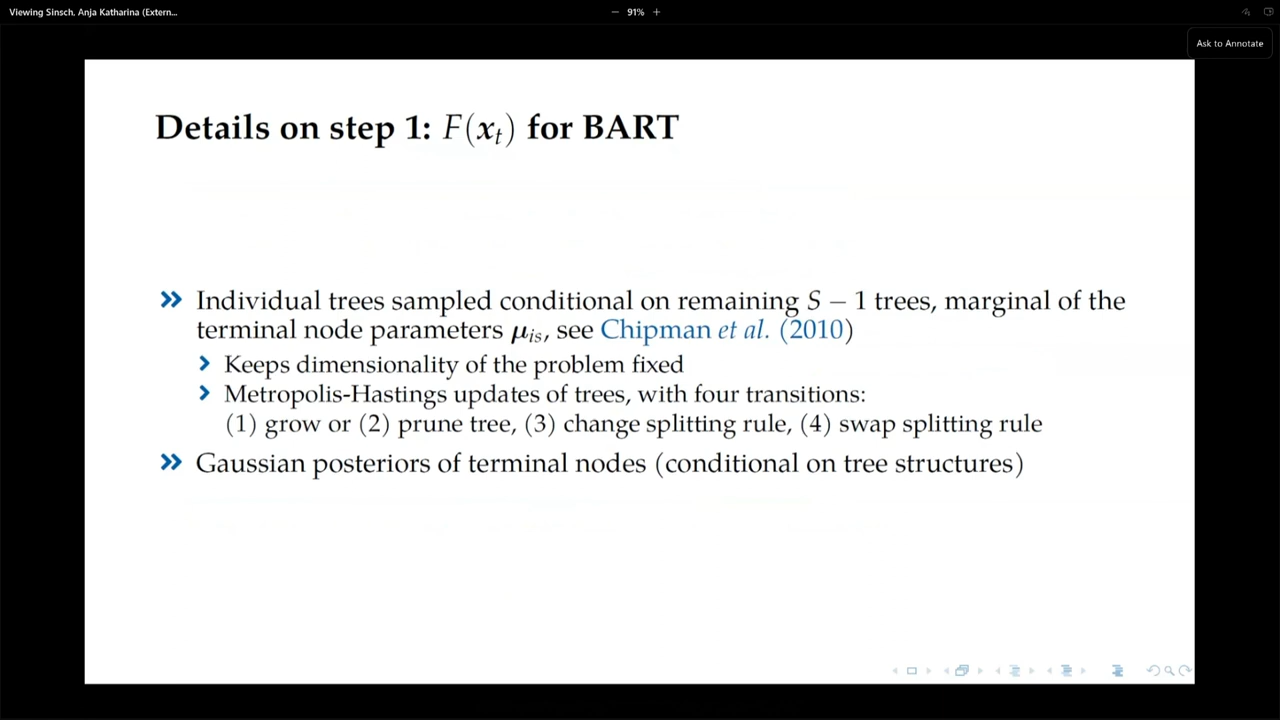 Viewing Sinsch, Anja Katharina (Extern...
− 91% +
Ask to Annotate
Details on step 1: F(xₜ) for BART
» Individual trees sampled conditional on remaining S − 1 trees, marginal of the
terminal node parameters μᵢₛ, see Chipman et al. (2010)
› Keeps dimensionality of the problem fixed
› Metropolis-Hastings updates of trees, with four transitions:
(1) grow or (2) prune tree, (3) change splitting rule, (4) swap splitting rule
» Gaussian posteriors of terminal nodes (conditional on tree structures)